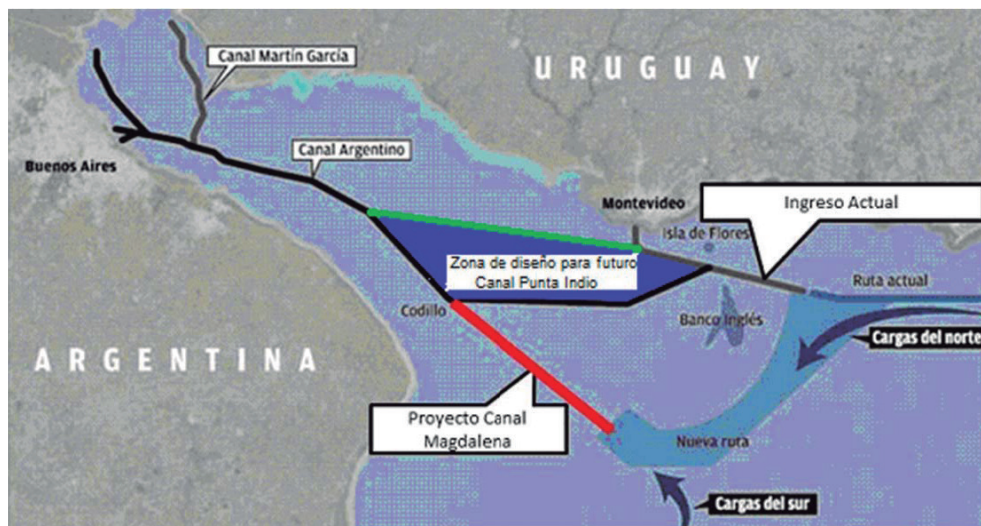 Canal Martín García
URUGUAY
Canal Argentino
Buenos Aires
Montevideo
Ingreso Actual
Isla de Flores
Zona de diseño para futuro
Canal Punta Indio
Ruta actual
Codillo
Banco Inglés
Cargas del norte
ARGENTINA
Proyecto Canal
Magdalena
Nueva ruta
Cargas del sur